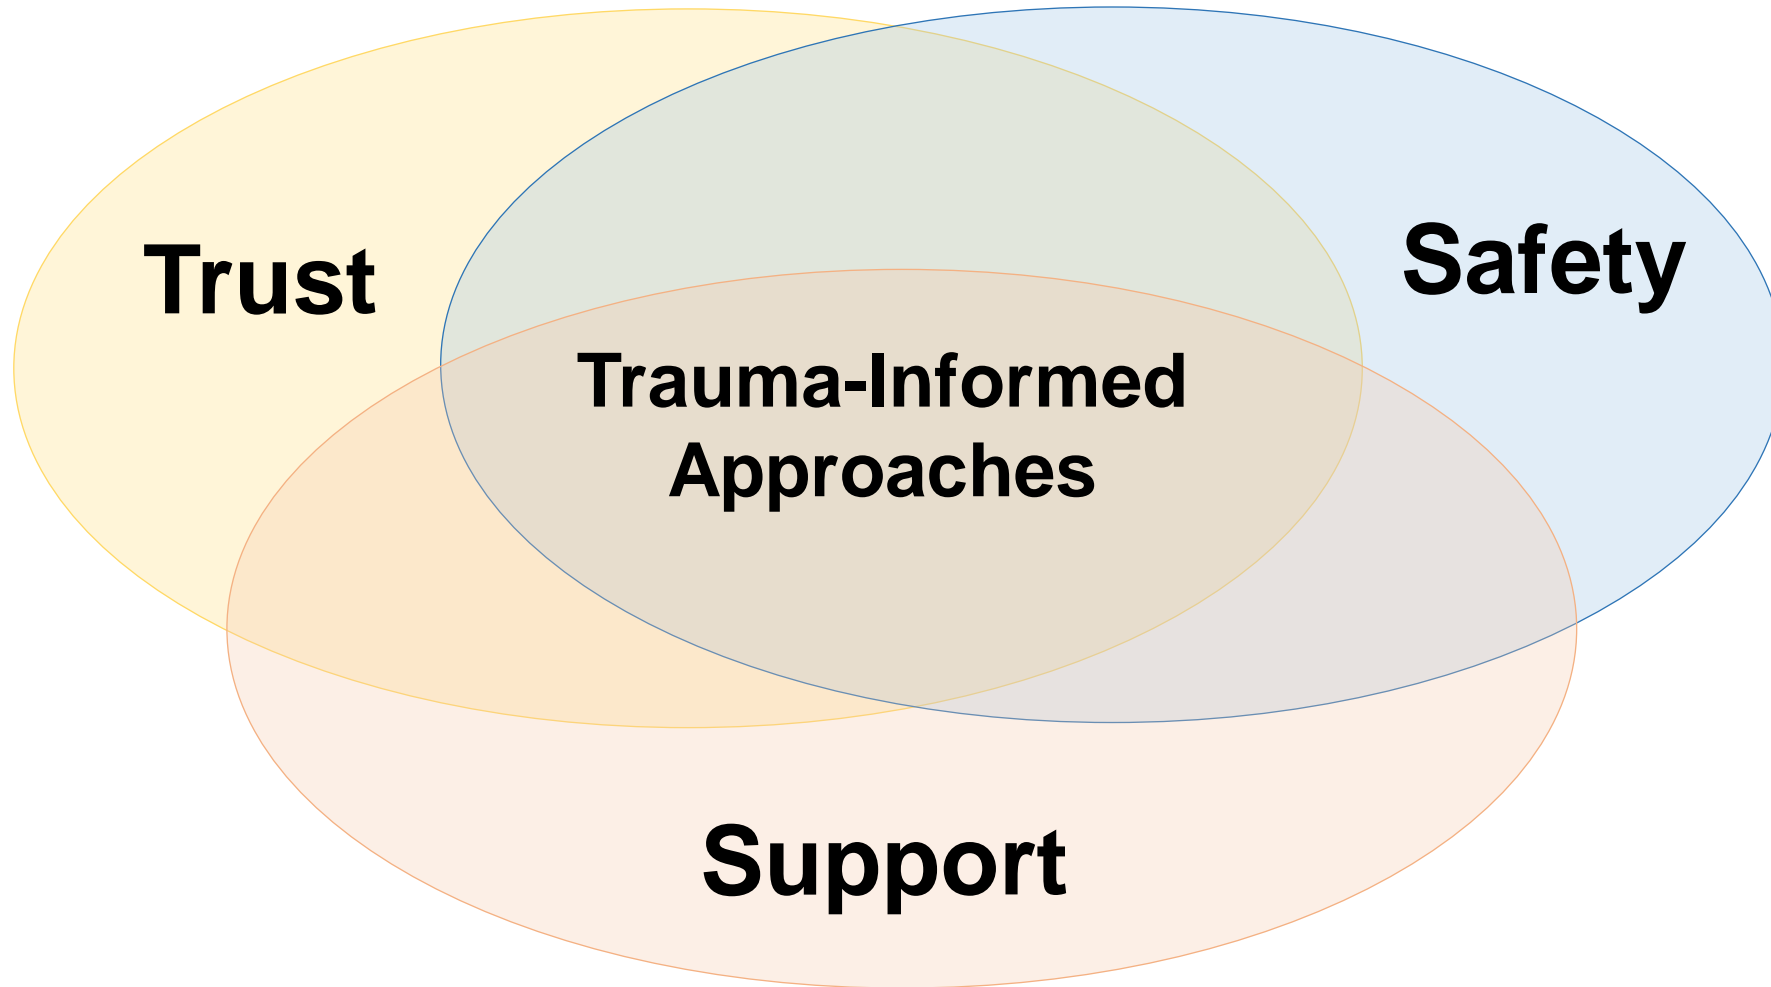 Trust
Safety
Trauma-Informed
Approaches
Support